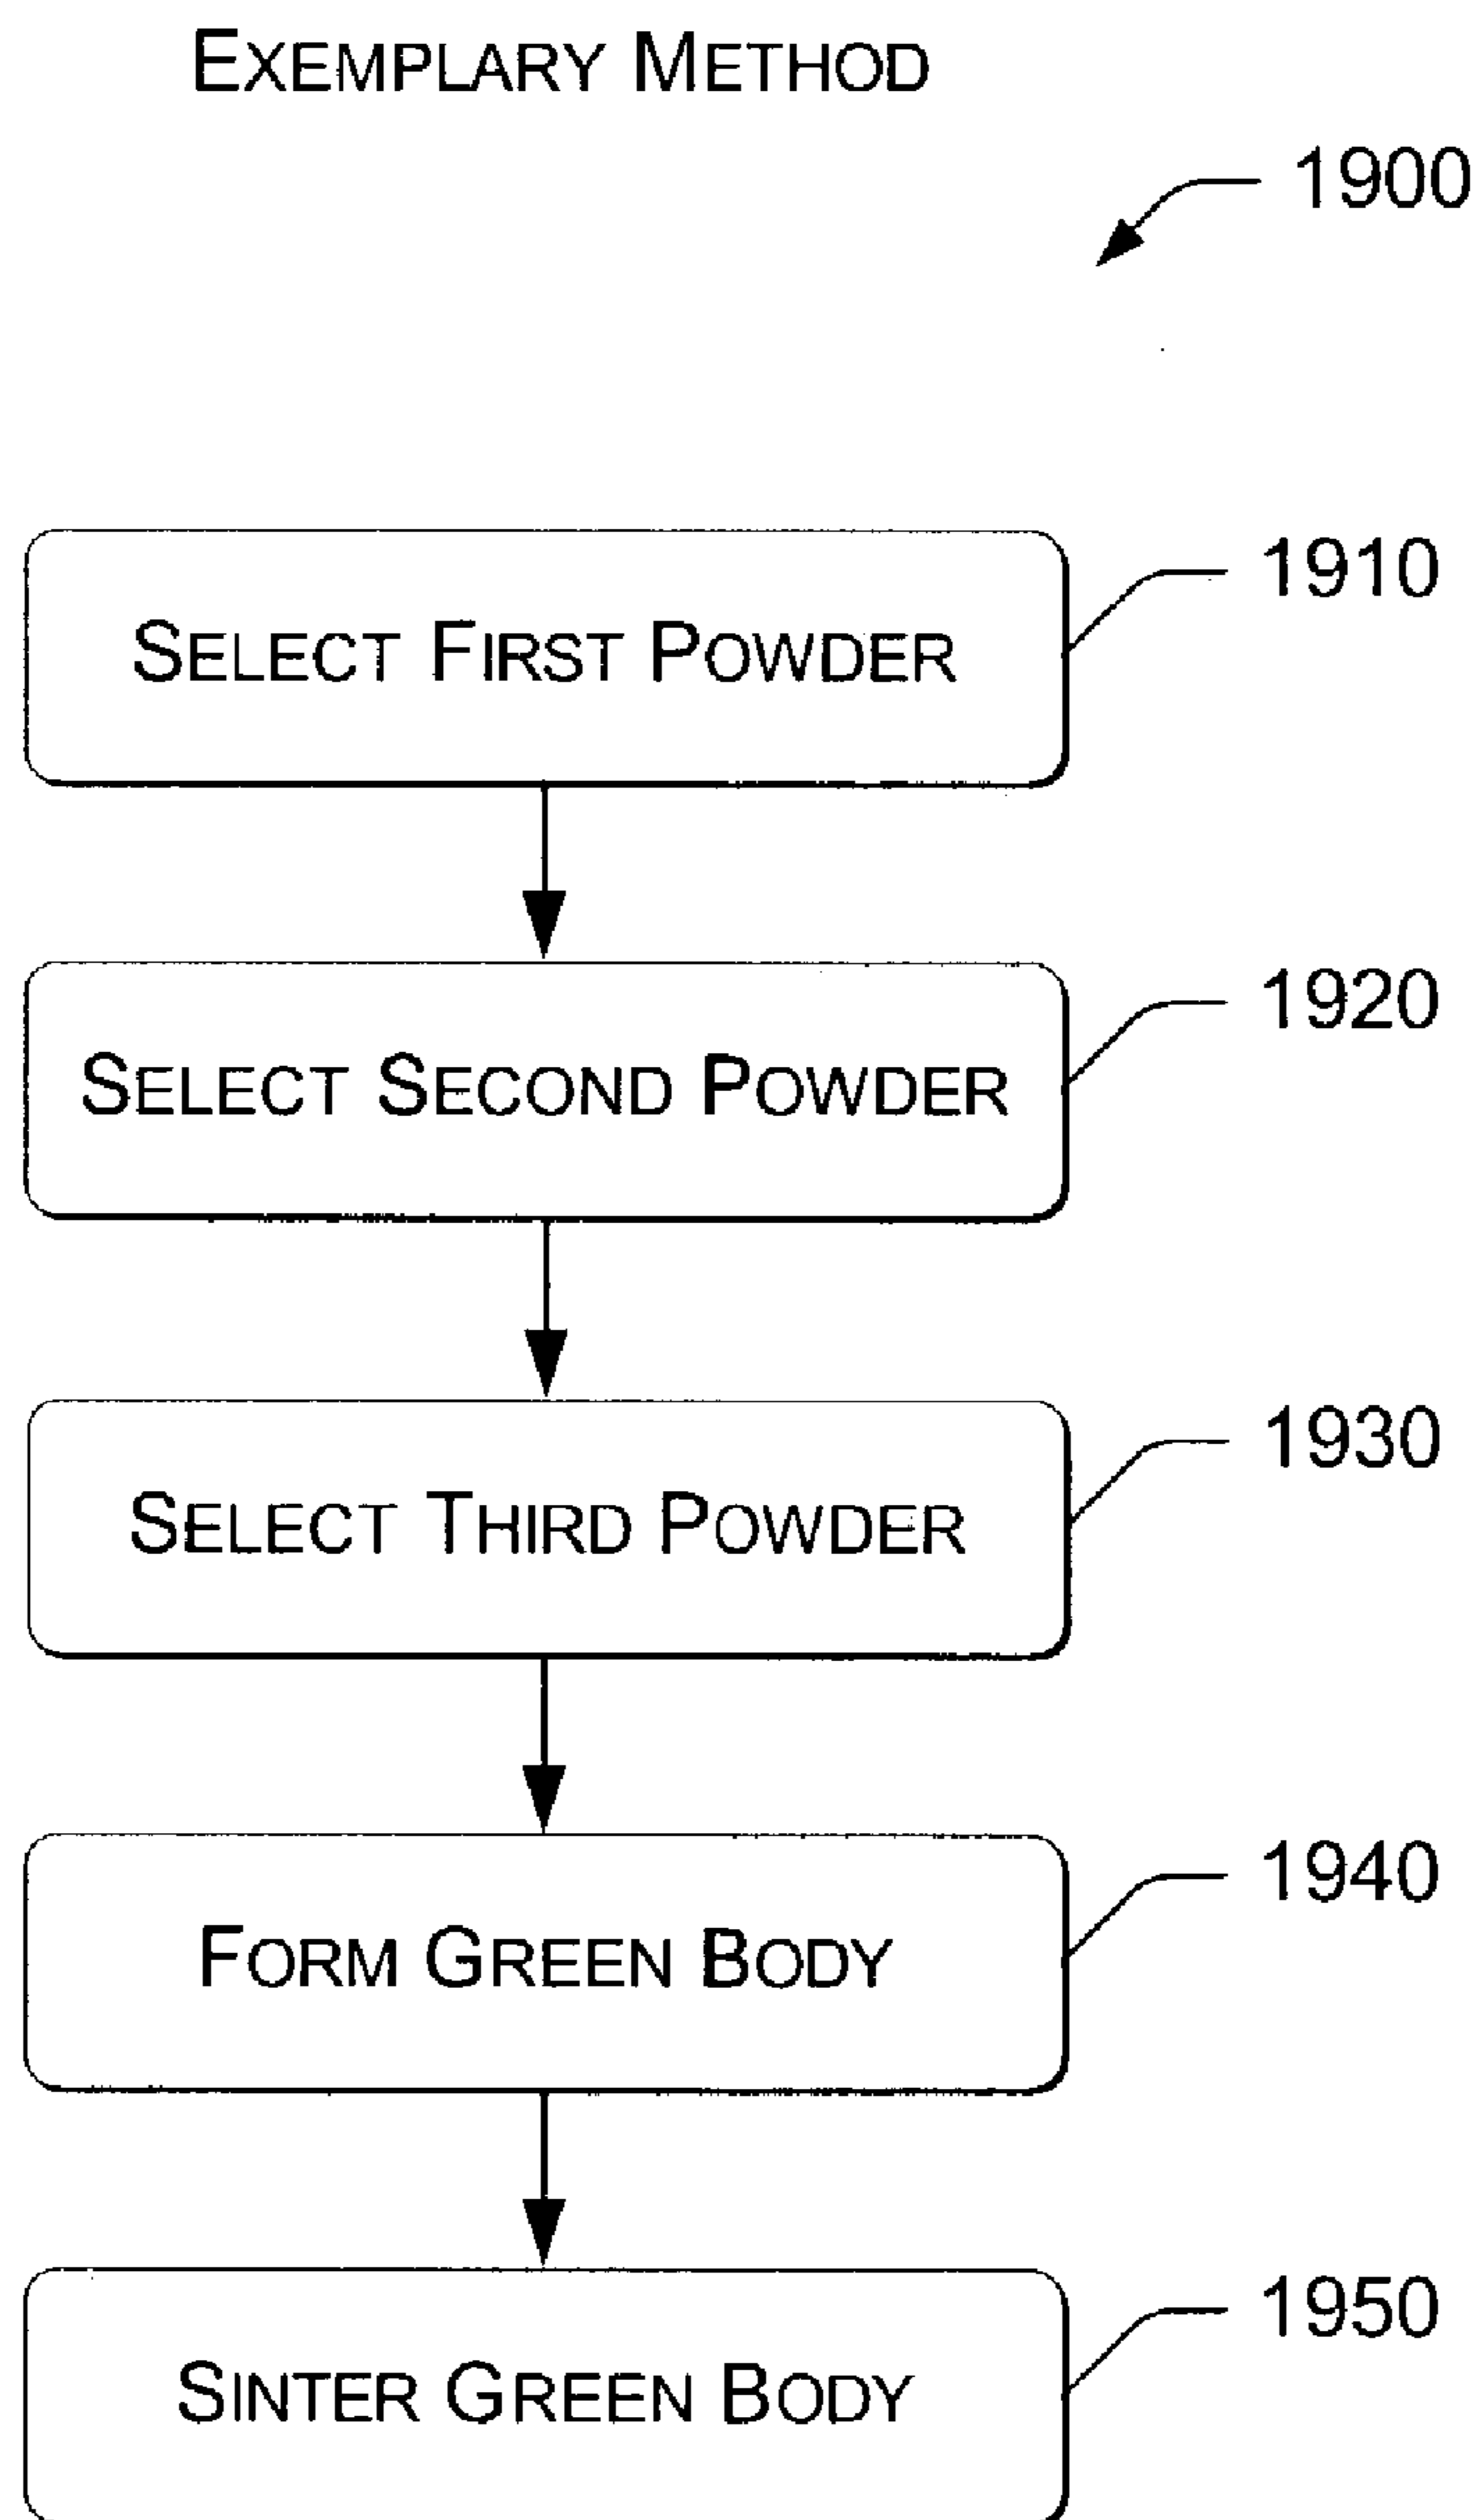 EXEMPLARY METHOD
1900
1910
SELECT FIRST POWDER
1920
SELECT SECOND POWDER
1930
SELECT THIRD POWDER
1940
FORM GREEN BODY
1950
SINTER GREEN BODY